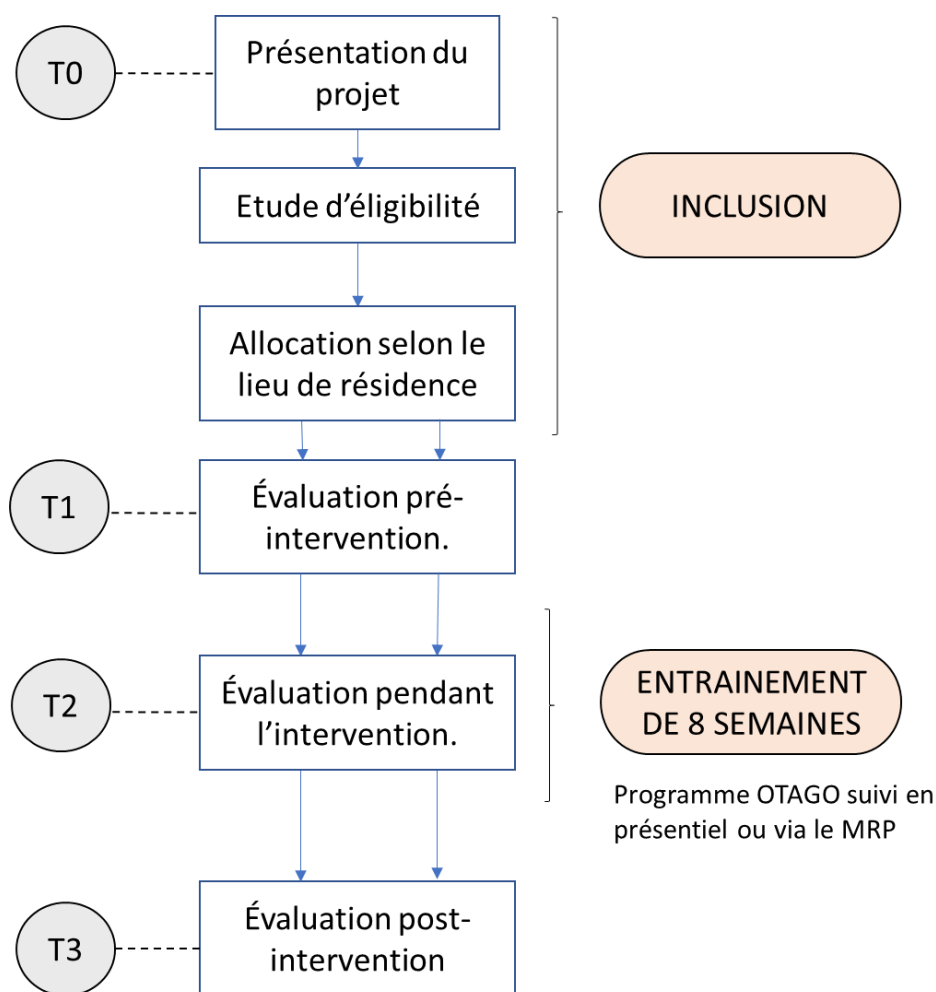 T0
Présentation du
projet
Etude d'éligibilité
INCLUSION
Allocation selon le
lieu de résidence
T1
Évaluation pré-
intervention.
T2
Évaluation pendant
l'intervention.
ENTRAINEMENT
DE 8 SEMAINES
Programme OTAGO suivi en
présentiel ou via le MRP
T3
Évaluation post-
intervention